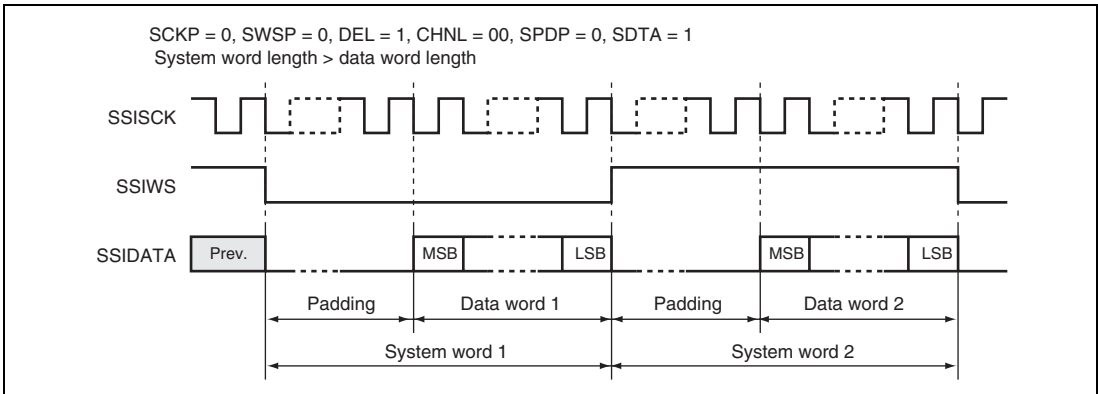 SCKP = 0, SWSP = 0, DEL = 1, CHNL = 00, SPDP = 0, SDTA = 1
System word length > data word length
SSISCK
SSIWS
SSIDATA
Prev.
MSB
LSB
MSB
LSB
Padding
Data word 1
Padding
Data word 2
System word 1
System word 2